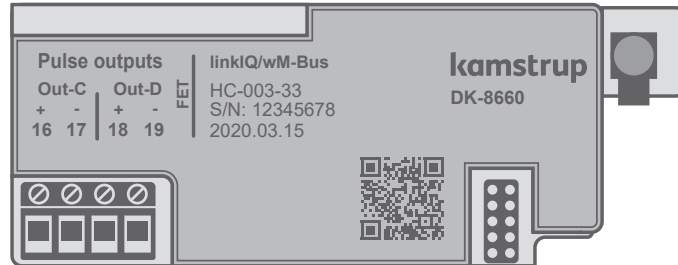 Pulse outputs
Out-C Out-D
+ - + -
16 17 18 19
FET
linkIQ/wM-Bus
HC-003-33
S/N: 12345678
2020.03.15
kamstrup
DK-8660